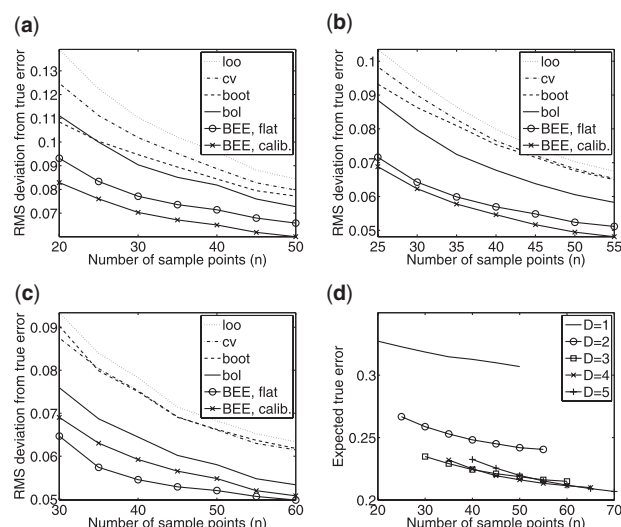 (a)
RMS deviation from true error
0.13
0.12
0.11
0.1
0.09
0.08
0.07
20
30
40
50
Number of sample points (n)
loo
cv
boot
bol
BEE, flat
BEE, calib.
(b)
RMS deviation from true error
0.1
0.09
0.08
0.07
0.06
0.05
25
30
35
40
45
50
55
Number of sample points (n)
loo
cv
boot
bol
BEE, flat
BEE, calib.
(c)
RMS deviation from true error
0.09
0.08
0.07
0.06
0.05
30
40
50
60
Number of sample points (n)
loo
cv
boot
bol
BEE, flat
BEE, calib.
(d)
Expected true error
0.3
0.25
0.2
20
30
40
50
60
70
Number of sample points (n)
D=1
D=2
D=3
D=4
D=5